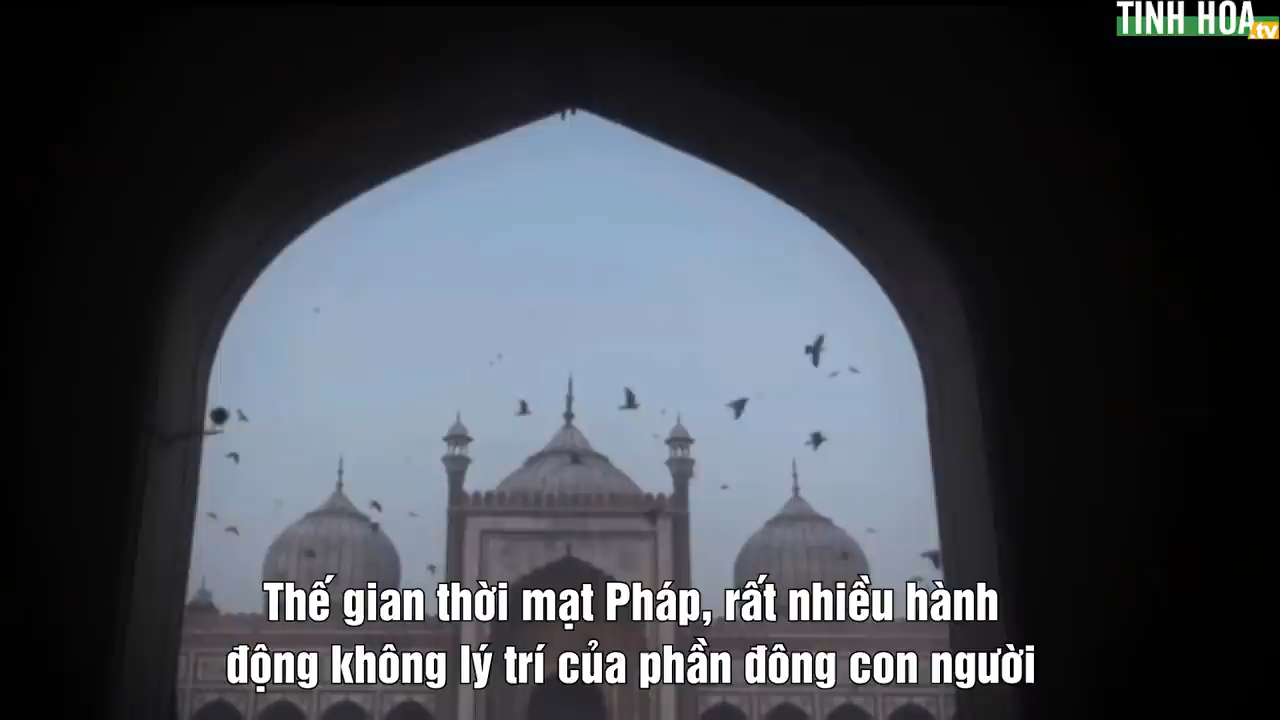 TINH HOA
.tv
Thế gian thời mạt Pháp, rất nhiều hành
động không lý trí của phần đông con người